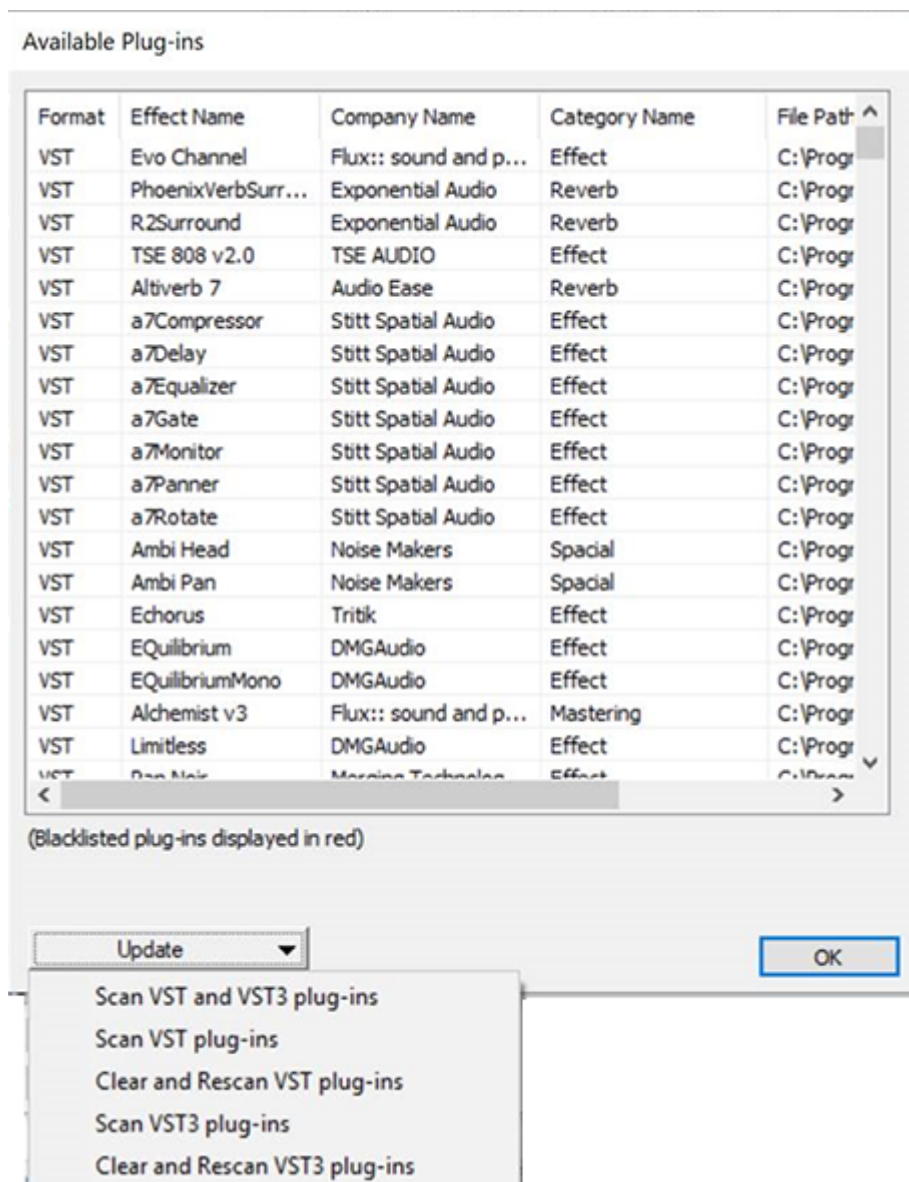 Available Plug-ins
Format Effect Name Company Name Category Name File Path
VST Evo Channel Flux:: sound and p... Effect C:\Progr
VST PhoenixVerbSurr... Exponential Audio Reverb C:\Progr
VST R2Surround Exponential Audio Reverb C:\Progr
VST TSE 808 v2.0 TSE AUDIO Effect C:\Progr
VST Altiverb 7 Audio Ease Reverb C:\Progr
VST a7Compressor Stitt Spatial Audio Effect C:\Progr
VST a7Delay Stitt Spatial Audio Effect C:\Progr
VST a7Equalizer Stitt Spatial Audio Effect C:\Progr
VST a7Gate Stitt Spatial Audio Effect C:\Progr
VST a7Monitor Stitt Spatial Audio Effect C:\Progr
VST a7Panner Stitt Spatial Audio Effect C:\Progr
VST a7Rotate Stitt Spatial Audio Effect C:\Progr
VST Ambi Head Noise Makers Spacial C:\Progr
VST Ambi Pan Noise Makers Spacial C:\Progr
VST Echorus Tritik Effect C:\Progr
VST EQuilibrium DMGAudio Effect C:\Progr
VST EQuilibriumMono DMGAudio Effect C:\Progr
VST Alchemist v3 Flux:: sound and p... Mastering C:\Progr
VST Limitless DMGAudio Effect C:\Progr
VST Pan Noir Merging Technolog Effect C:\Progr
(Blacklisted plug-ins displayed in red)
Update
OK
Scan VST and VST3 plug-ins
Scan VST plug-ins
Clear and Rescan VST plug-ins
Scan VST3 plug-ins
Clear and Rescan VST3 plug-ins